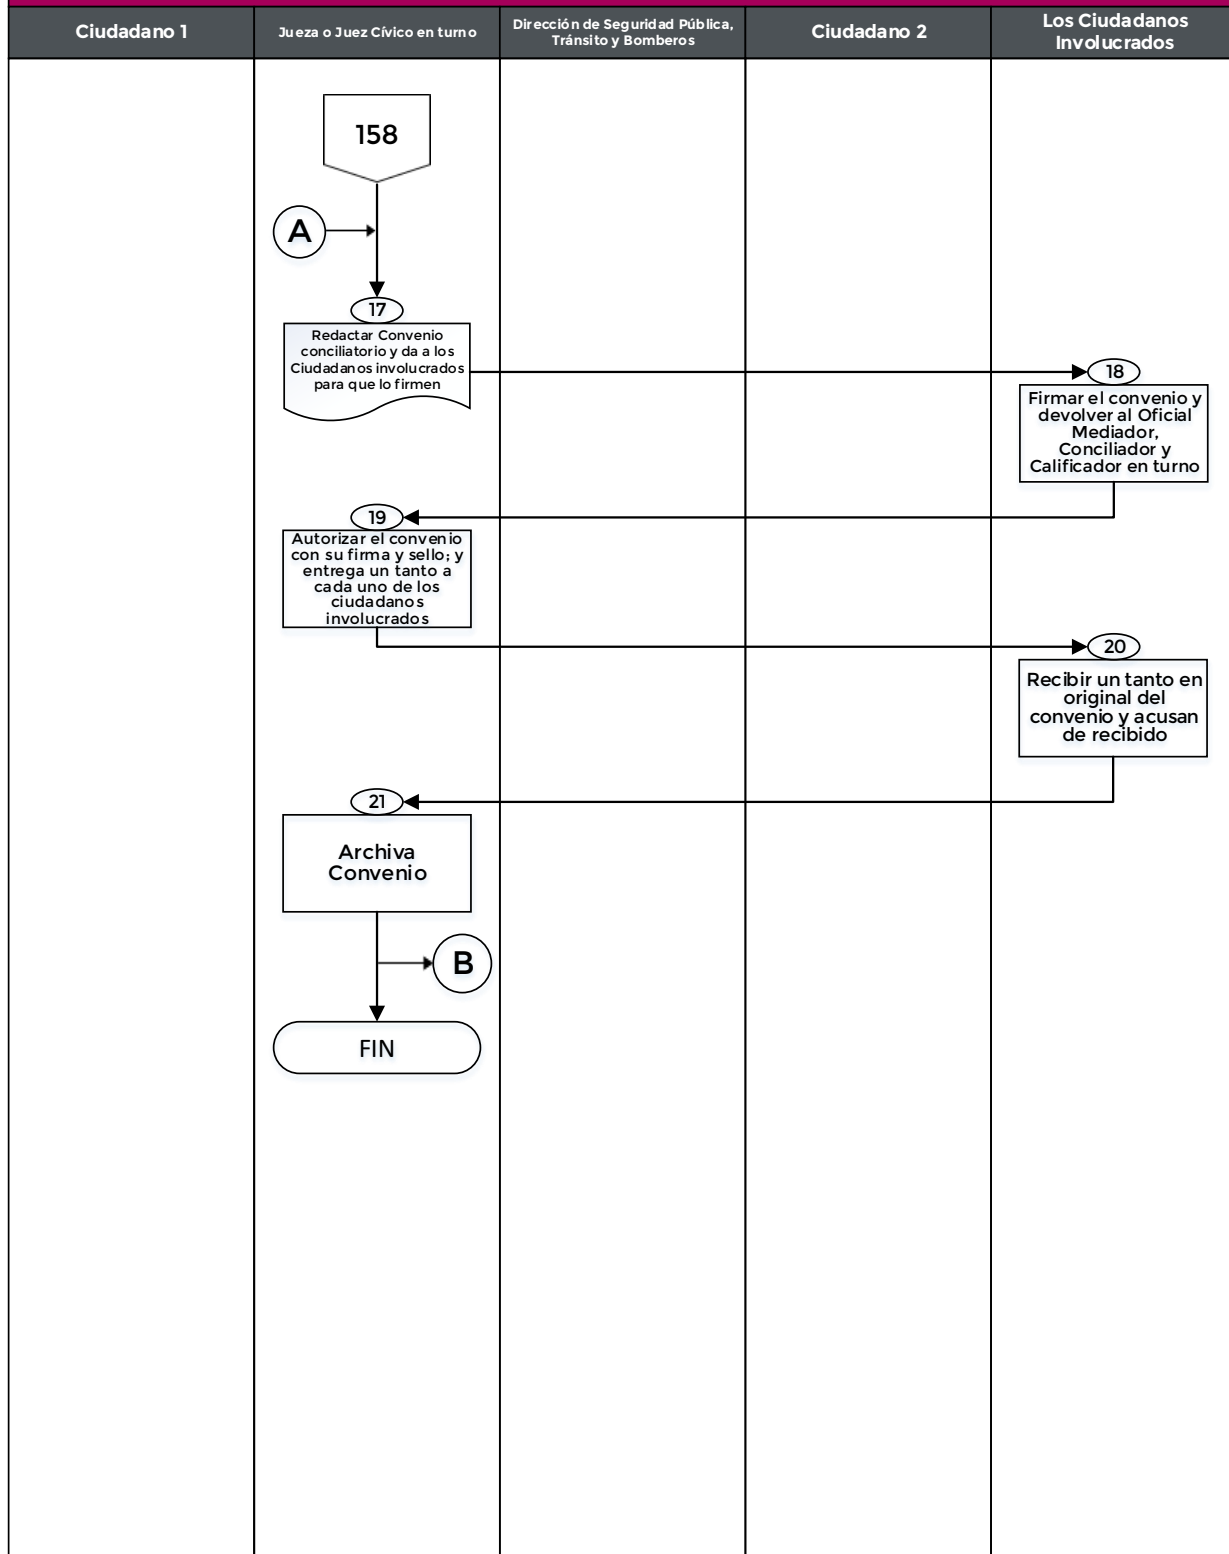 Ciudadano 1
Jueza o Juez Cívico en turno
Dirección de Seguridad Pública,
Tránsito y Bomberos
Ciudadano 2
Los Ciudadanos
Involucrados
158
A
17
Redactar Convenio
conciliatorio y da a los
Ciudadanos involucrados
para que lo firmen
18
Firmar el convenio y
devolver al Oficial
Mediador,
Conciliador y
Calificador en turno
19
Autorizar el convenio
con su firma y sello; y
entrega un tanto a
cada uno de los
ciudadanos
involucrados
20
Recibir un tanto en
original del
convenio y acusan
de recibido
21
Archiva
Convenio
B
FIN